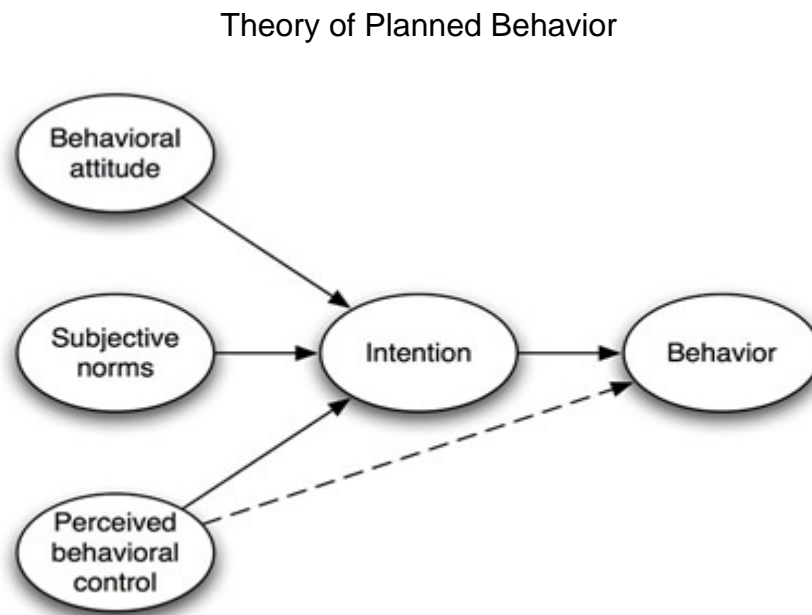 Theory of Planned Behavior
Behavioral
attitude
Subjective
norms
Intention
Behavior
Perceived
behavioral
control